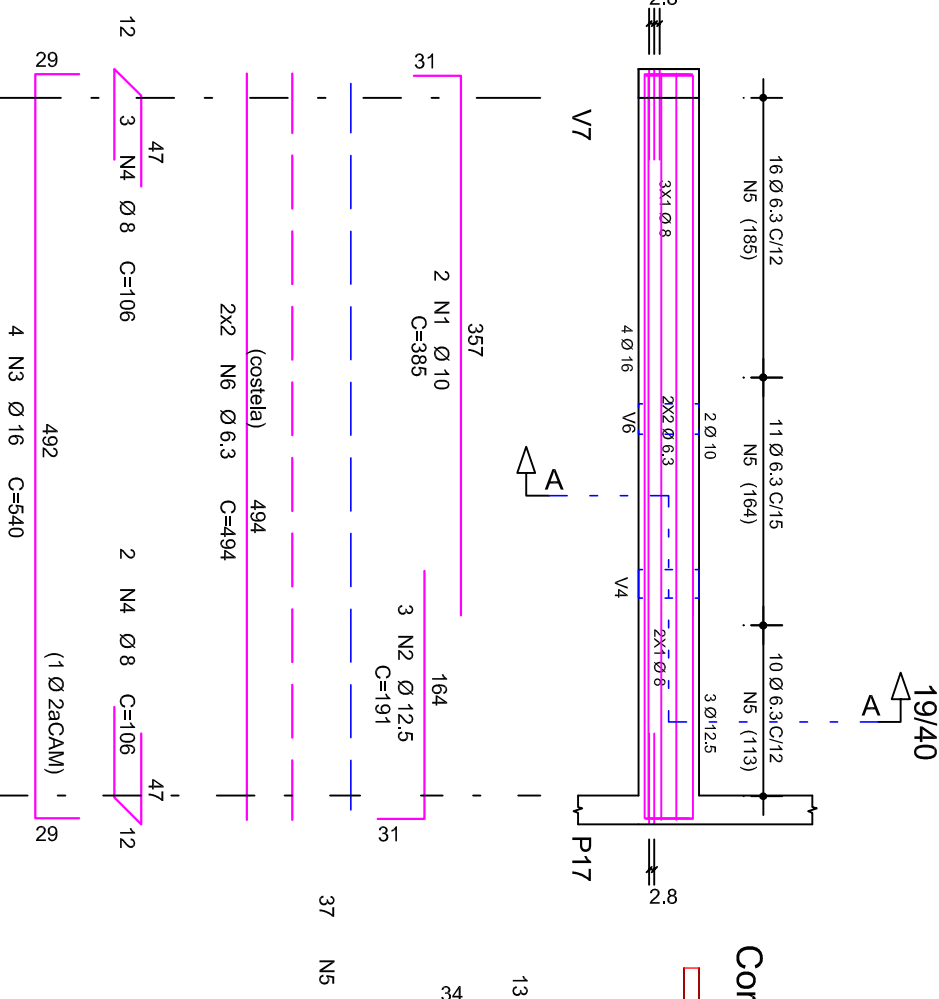 19/40
16 Ø 6.3 C/12
N5 (185)
11 Ø 6.3 C/15
N5 (164)
10 Ø 6.3 C/12
N5 (113)
A
2 Ø 10
3 Ø 12.5
3X1 Ø 8
2X2 Ø 6.3
2X1 Ø 8
4 Ø 16
V6
V4
2.8
A
V7
P17
357
31
2 N1 Ø 10
C=385
164
3 N2 Ø 12.5
C=191
31
(costela)
494
2x2 N6 Ø 6.3 C=494
12
47
3 N4 Ø 8 C=106
2 N4 Ø 8 C=106
47
12
29
492
(1 Ø 2aCAM)
29
4 N3 Ø 16 C=540
37 N5
34
13